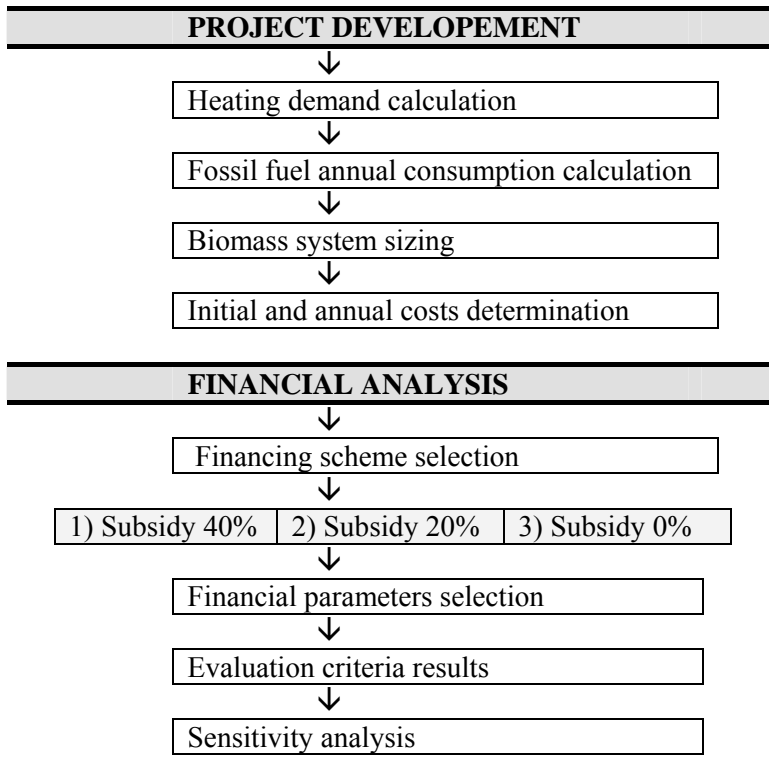 PROJECT DEVELOPEMENT
Heating demand calculation
Fossil fuel annual consumption calculation
Biomass system sizing
Initial and annual costs determination
FINANCIAL ANALYSIS
Financing scheme selection
1) Subsidy 40% 2) Subsidy 20% 3) Subsidy 0%
Financial parameters selection
Evaluation criteria results
Sensitivity analysis